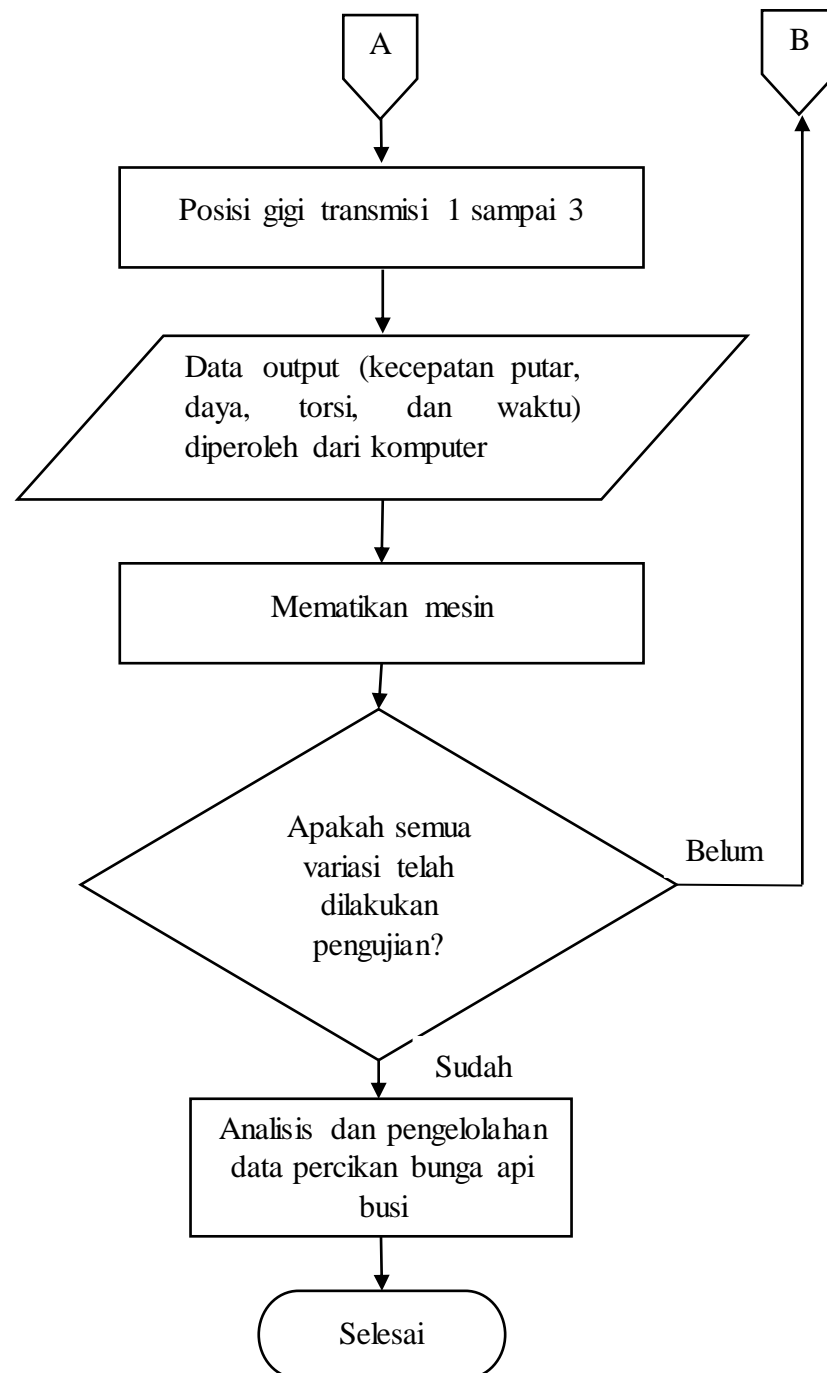 A
B
Posisi gigi transmisi 1 sampai 3
Data output (kecepatan putar,
daya, torsi, dan waktu)
diperoleh dari komputer
Mematikan mesin
Apakah semua
variasi telah
dilakukan
pengujian?
Belum
Sudah
Analisis dan pengelolahan
data percikan bunga api
busi
Selesai